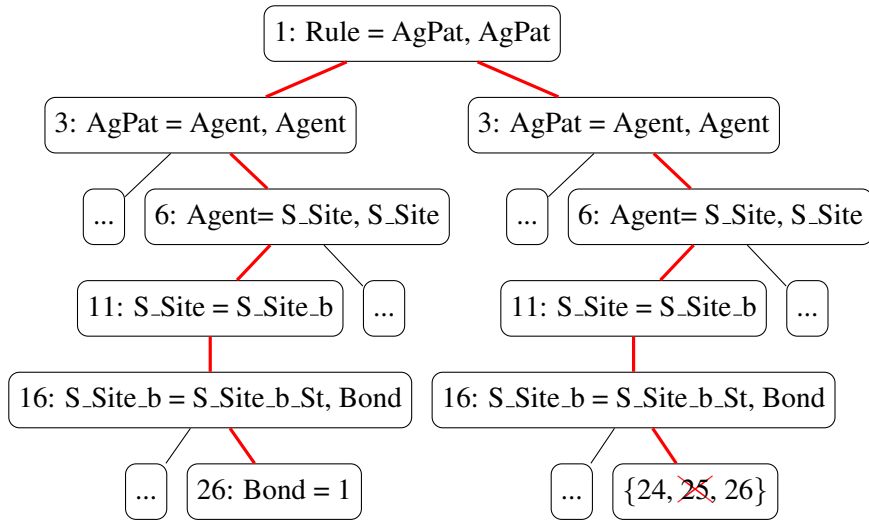 1: Rule = AgPat, AgPat
3: AgPat = Agent, Agent
3: AgPat = Agent, Agent
...
6: Agent= S_Site, S_Site
...
6: Agent= S_Site, S_Site
11: S_Site = S_Site_b
...
11: S_Site = S_Site_b
...
16: S_Site_b = S_Site_b_St, Bond
16: S_Site_b = S_Site_b_St, Bond
...
26: Bond = 1
...
{24, 25, 26}